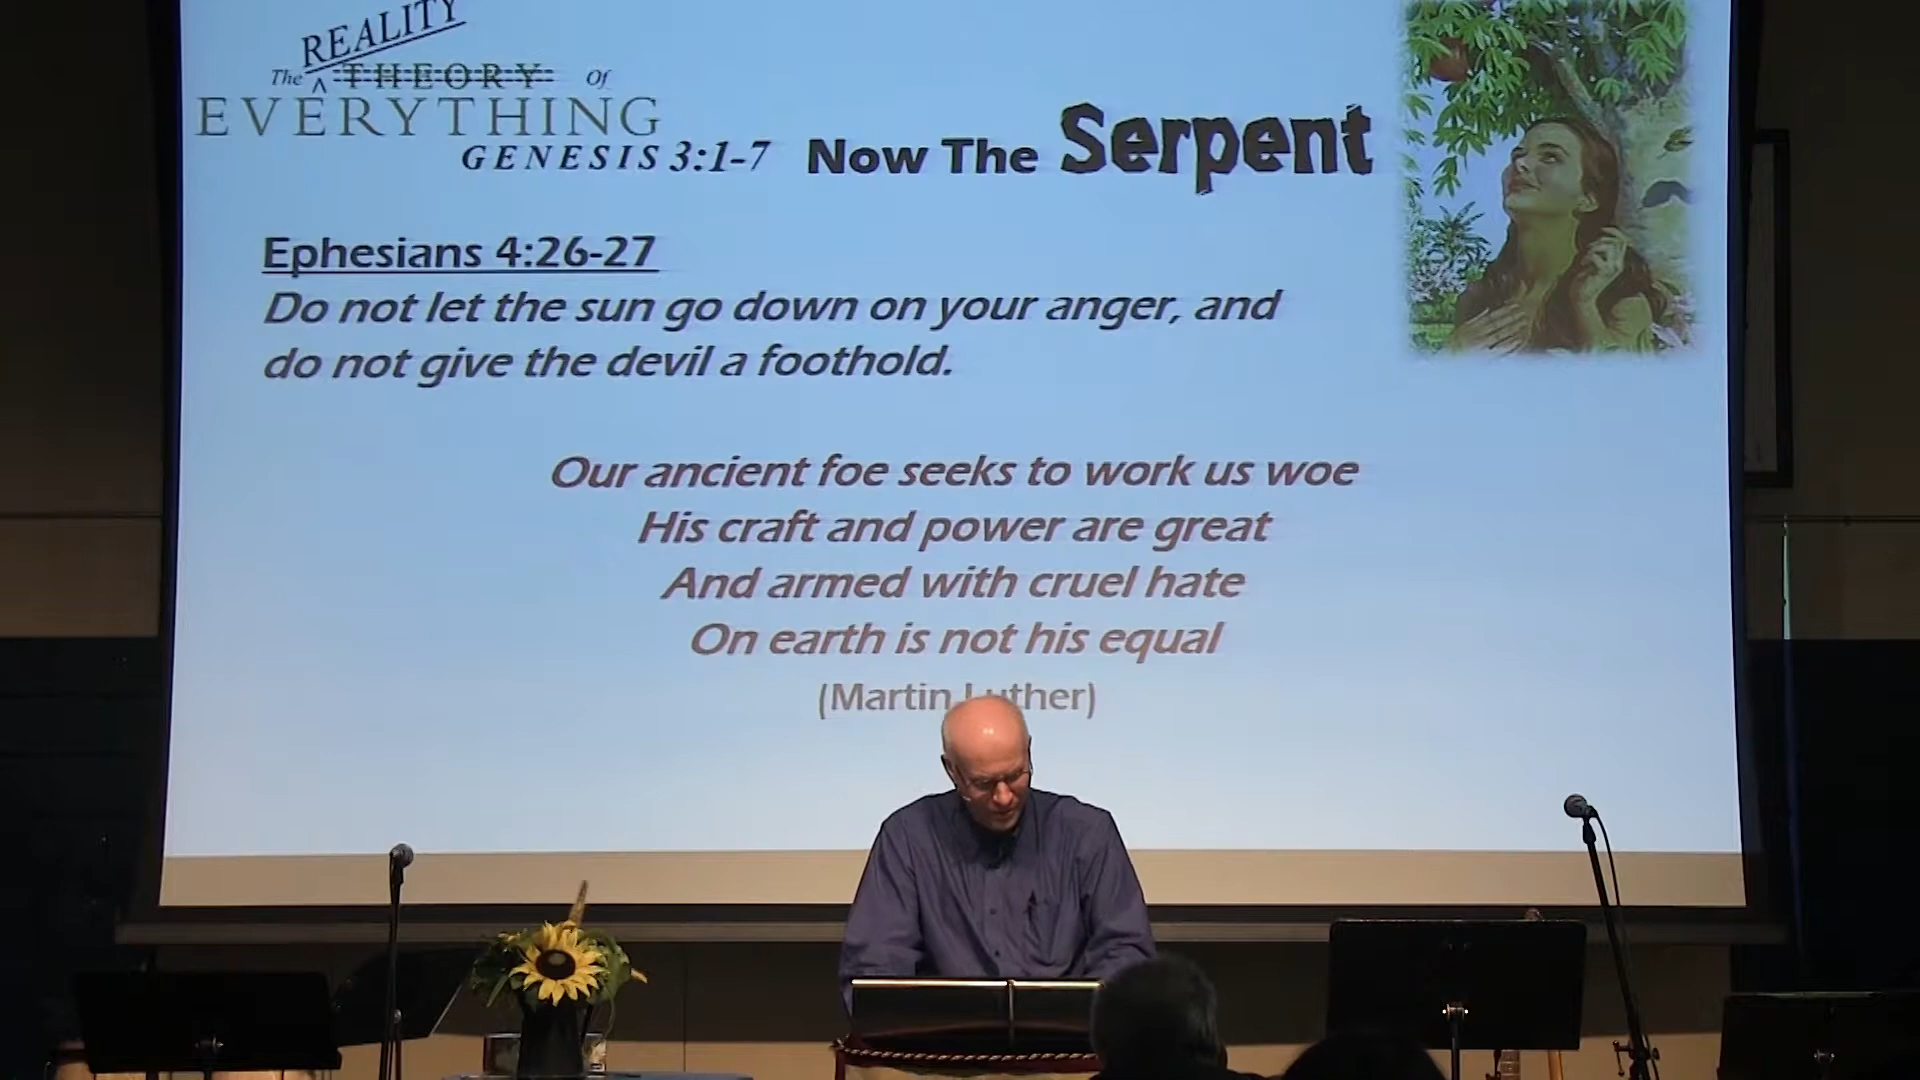 REALITY
The ^ THEORY Of
EVERYTHING
GENESIS 3:1-7 Now The Serpent
Ephesians 4:26-27
Do not let the sun go down on your anger, and
do not give the devil a foothold.
Our ancient foe seeks to work us woe
His craft and power are great
And armed with cruel hate
On earth is not his equal
(Martin Luther)